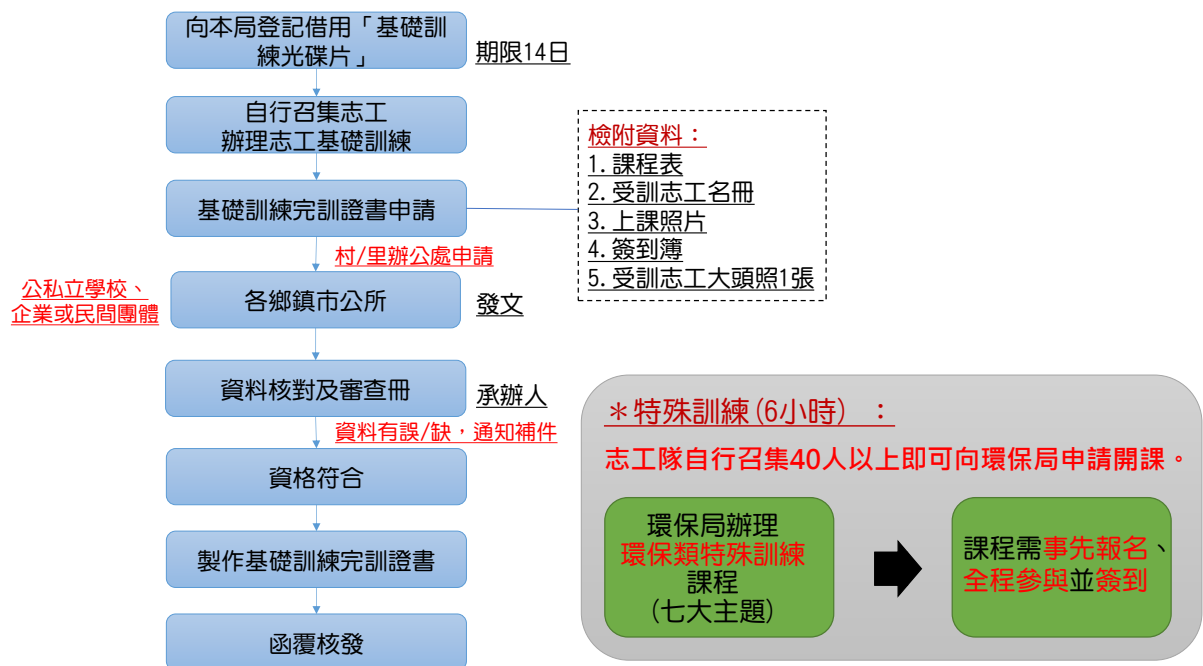 向本局登記借用「基礎訓
練光碟片」
期限14日
自行召集志工
辦理志工基礎訓練
檢附資料：
1.課程表
2.受訓志工名冊
3.上課照片
4.簽到簿
5.受訓志工大頭照1張
基礎訓練完訓證書申請
村/里辦公處申請
公私立學校、
企業或民間團體
各鄉鎮市公所
發文
資料核對及審查冊
承辦人
資料有誤/缺，通知補件
資格符合
製作基礎訓練完訓證書
函覆核發
＊特殊訓練(6小時)：
志工隊自行召集40人以上即可向環保局申請開課。
環保局辦理
環保類特殊訓練
課程
(七大主題)
課程需事先報名、
全程參與並簽到